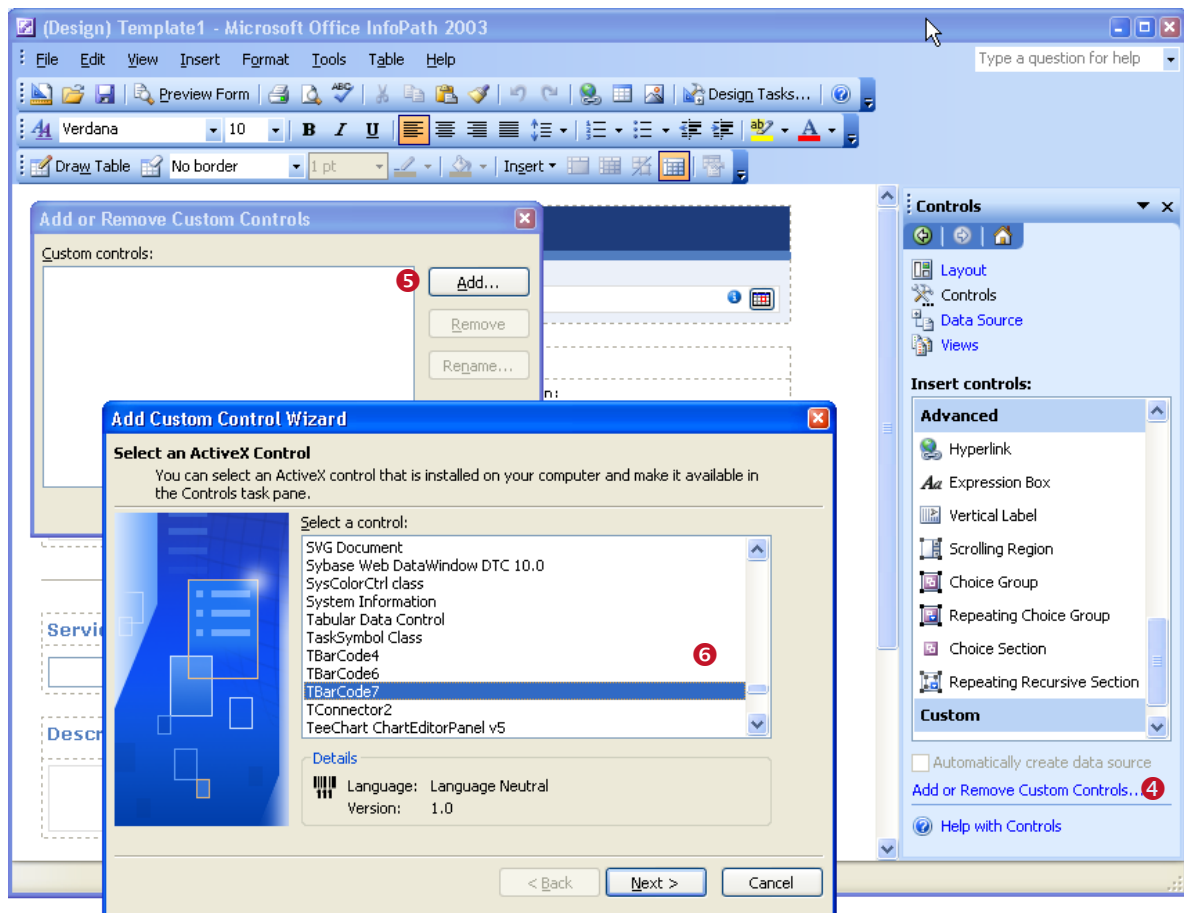 (Design) Template1 - Microsoft Office InfoPath 2003
File Edit View Insert Format Tools Table Help
Type a question for help
Preview Form ABC Design Tasks...
A4 Verdana 10 B I U ab A
Draw Table No border 1 pt Insert
Add or Remove Custom Controls
Custom controls:
5
Add...
Remove
Rename...
n:
Add Custom Control Wizard
Select an ActiveX Control
You can select an ActiveX control that is installed on your computer and make it available in
the Controls task pane.
Select a control:
SVG Document
Sybase Web DataWindow DTC 10.0
SysColorCtrl class
System Information
Tabular Data Control
TaskSymbol Class
TBarCode4
TBarCode6
TBarCode7
TConnector2
TeeChart ChartEditorPanel v5
6
Details
Language: Language Neutral
Version: 1.0
< Back Next > Cancel
Servi
Descr
Controls
Layout
Controls
Data Source
Views
Insert controls:
Advanced
Hyperlink
Aa Expression Box
Vertical Label
Scrolling Region
Choice Group
Repeating Choice Group
Choice Section
Repeating Recursive Section
Custom
Automatically create data source
Add or Remove Custom Controls... 4
Help with Controls